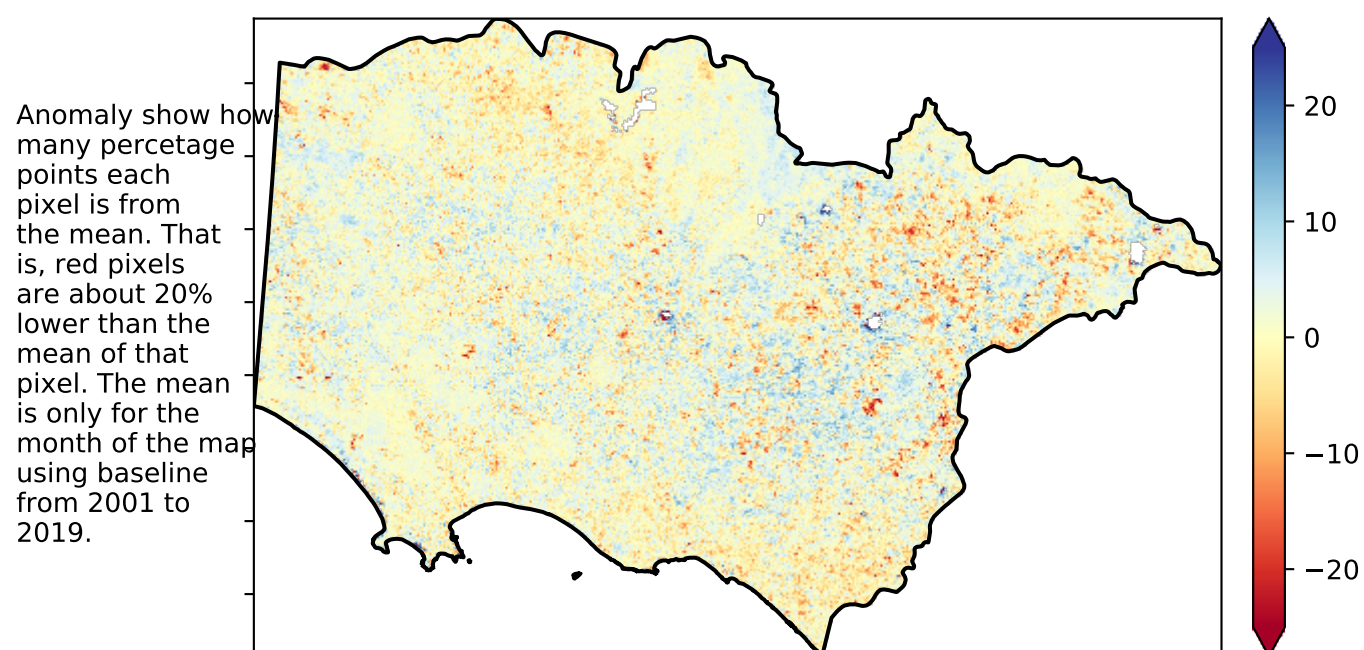 Anomaly show how
many percetage
points each
pixel is from
the mean. That
is, red pixels
are about 20%
lower than the
mean of that
pixel. The mean
is only for the
month of the map
using baseline
from 2001 to
2019.
20
10
0
−10
−20